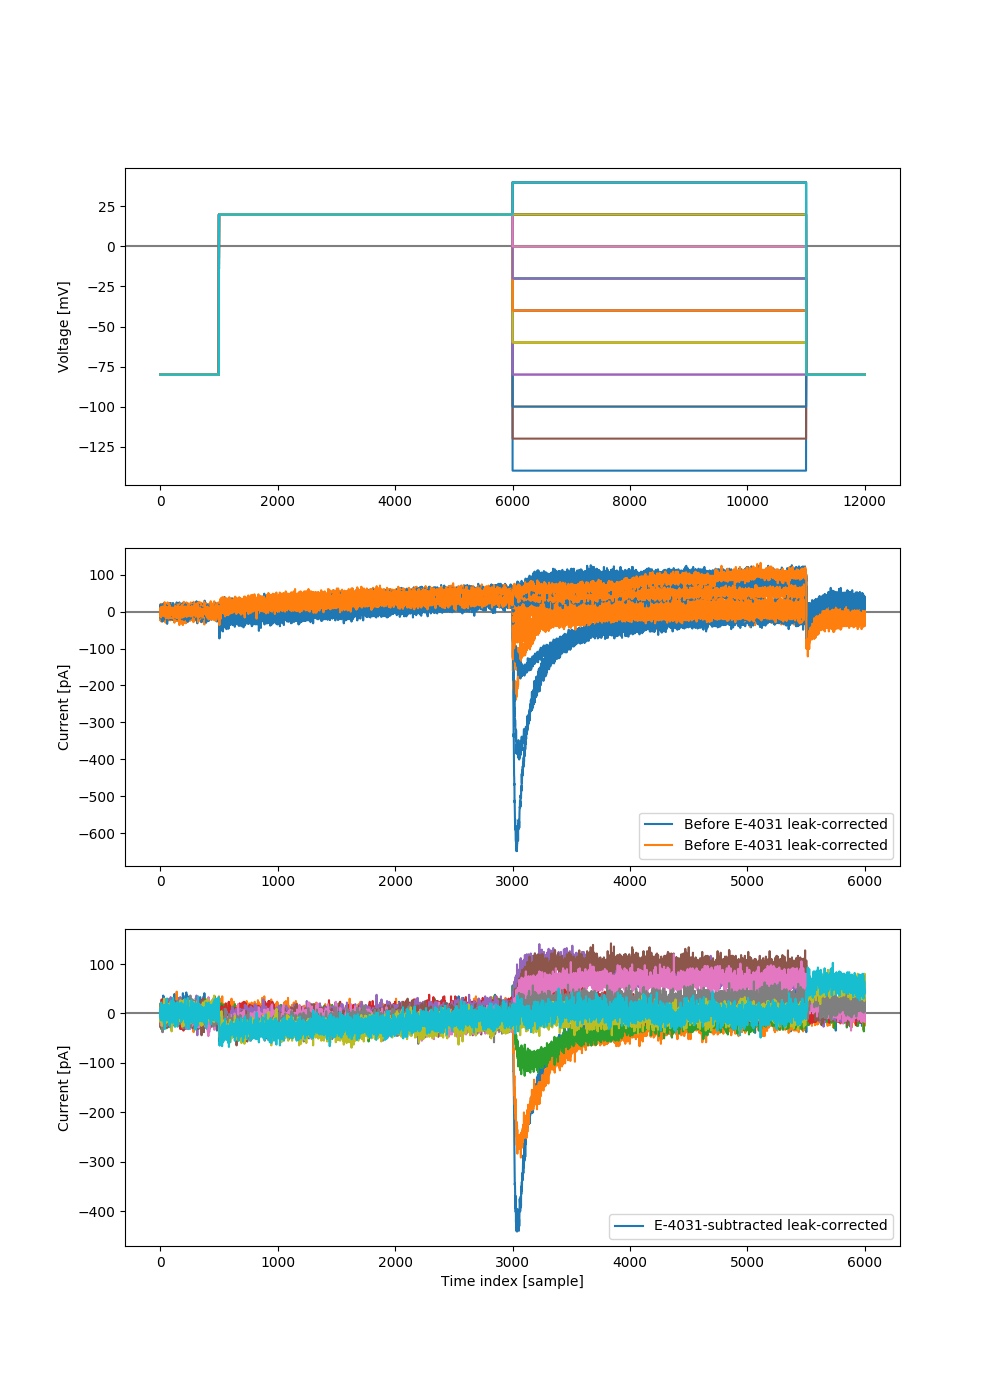 Voltage [mV]
25
0
−25
−50
−75
−100
−125
0 2000 4000 6000 8000 10000 12000
Current [pA]
100
0
−100
−200
−300
−400
−500
−600
Before E-4031 leak-corrected
Before E-4031 leak-corrected
0 1000 2000 3000 4000 5000 6000
Current [pA]
100
0
−100
−200
−300
−400
E-4031-subtracted leak-corrected
0 1000 2000 3000 4000 5000 6000
Time index [sample]